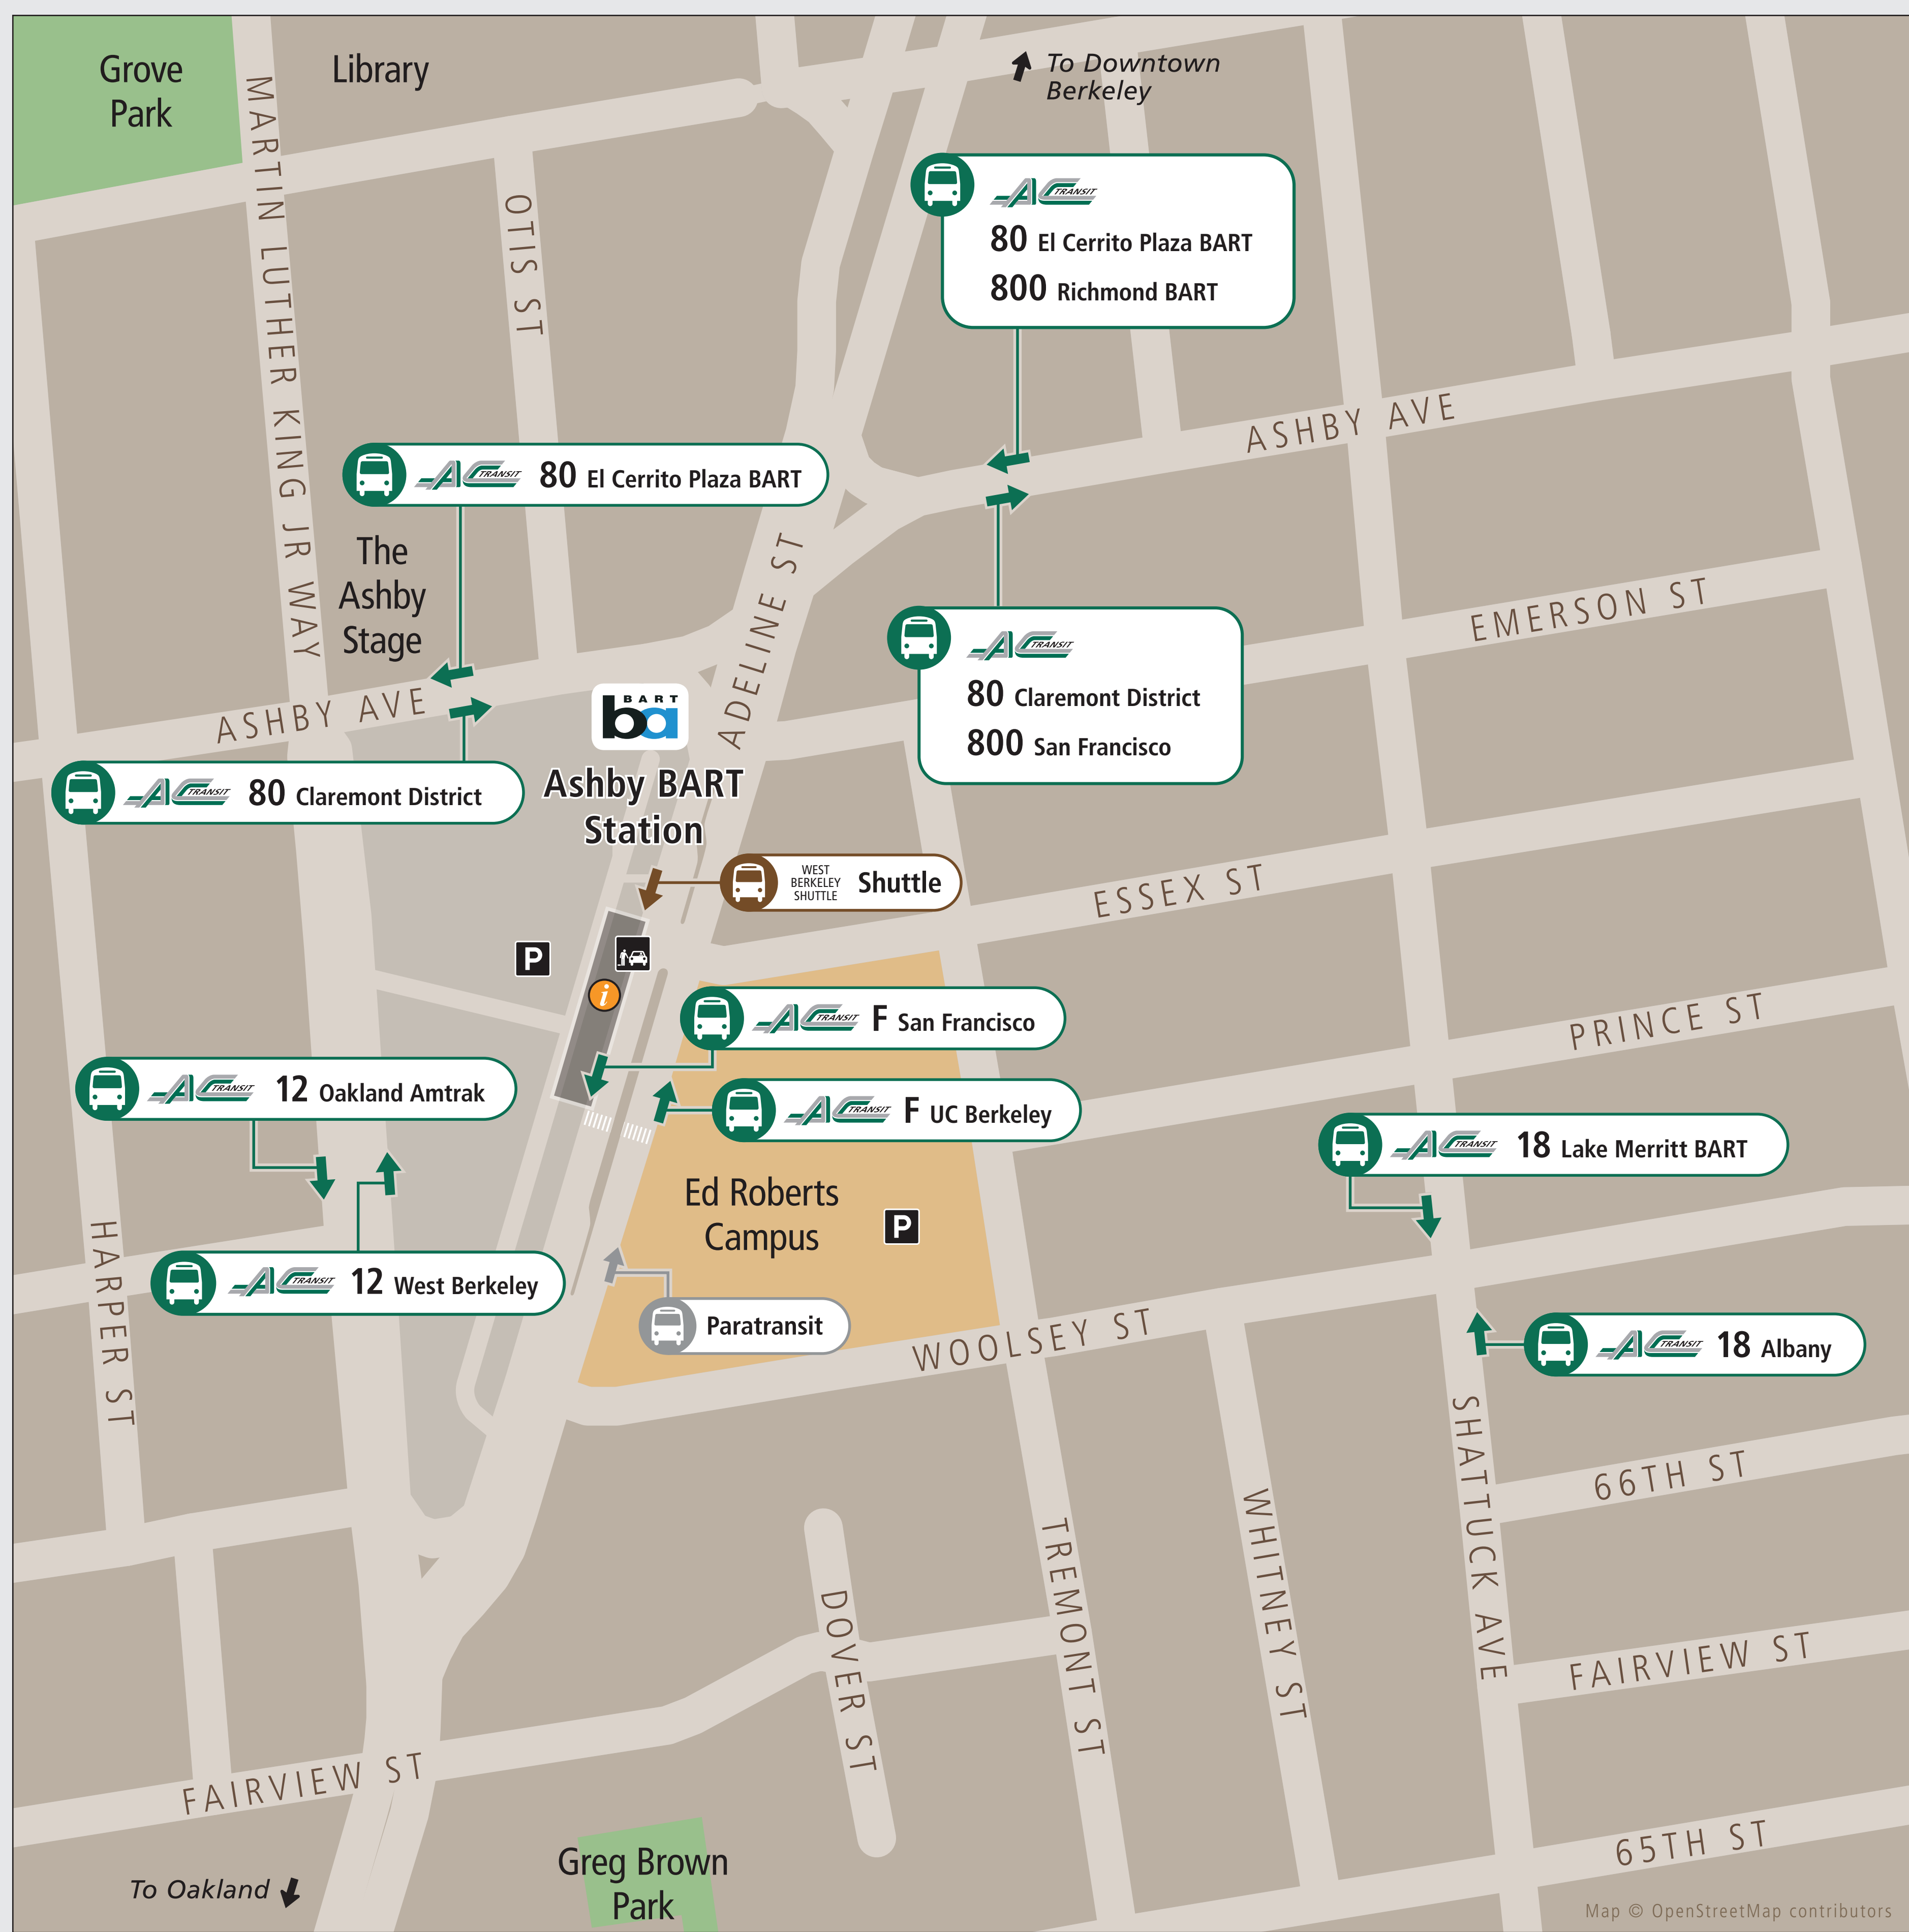 Grove
Park
Library
To Downtown
Berkeley
MARTIN LUTHER KING JR WAY
OTIS ST
AC TRANSIT
80 El Cerrito Plaza BART
800 Richmond BART
ASHBY AVE
AC TRANSIT 80 El Cerrito Plaza BART
The
Ashby
Stage
ADELINE ST
EMERSON ST
AC TRANSIT
80 Claremont District
800 San Francisco
ASHBY AVE
BART
ba
Ashby BART
Station
AC TRANSIT 80 Claremont District
WEST
BERKELEY
SHUTTLE
Shuttle
ESSEX ST
P
i
AC TRANSIT F San Francisco
PRINCE ST
AC TRANSIT 12 Oakland Amtrak
AC TRANSIT F UC Berkeley
AC TRANSIT 18 Lake Merritt BART
Ed Roberts
Campus
P
HARPER ST
AC TRANSIT 12 West Berkeley
Paratransit
WOOLSEY ST
AC TRANSIT 18 Albany
SHATTUCK AVE
66TH ST
WHITNEY ST
TREMONT ST
DOVER ST
FAIRVIEW ST
FAIRVIEW ST
65TH ST
Greg Brown
Park
To Oakland
Map © OpenStreetMap contributors